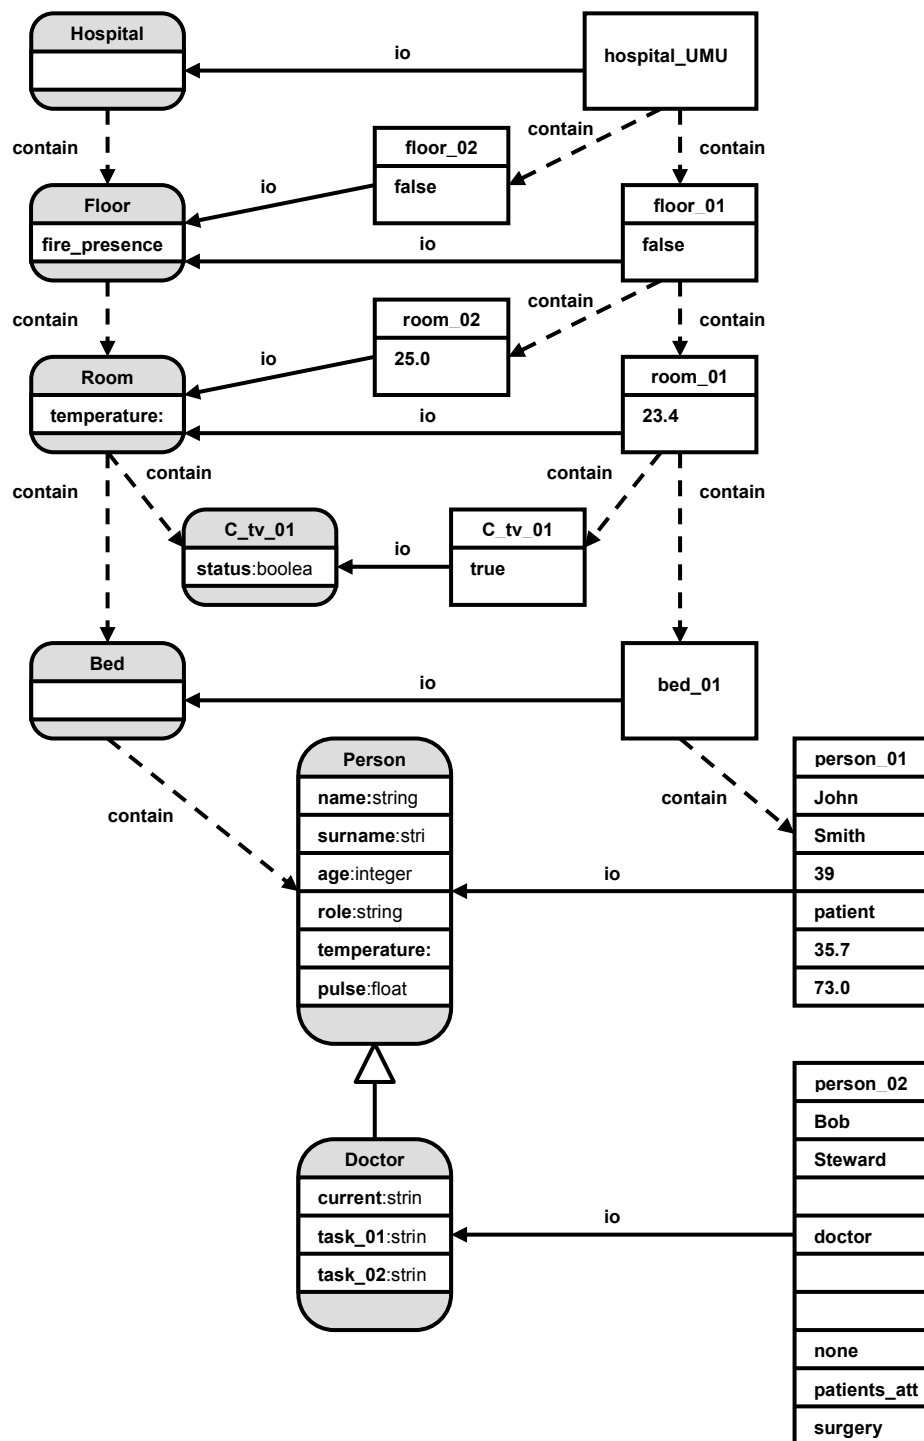 Hospital
io
hospital_UMU
contain
floor_02
contain
contain
false
io
Floor
floor_01
fire_presence
io
false
contain
room_02
contain
contain
io
25.0
Room
room_01
temperature:
io
23.4
contain
contain
contain
contain
C_tv_01
io
C_tv_01
status:boolea
true
Bed
io
bed_01
Person
person_01
contain
name:string
contain
John
surname:stri
Smith
age:integer
io
39
role:string
patient
temperature:
35.7
pulse:float
73.0
person_02
Bob
Doctor
Steward
current:strin
io
task_01:strin
doctor
task_02:strin
none
patients_att
surgery